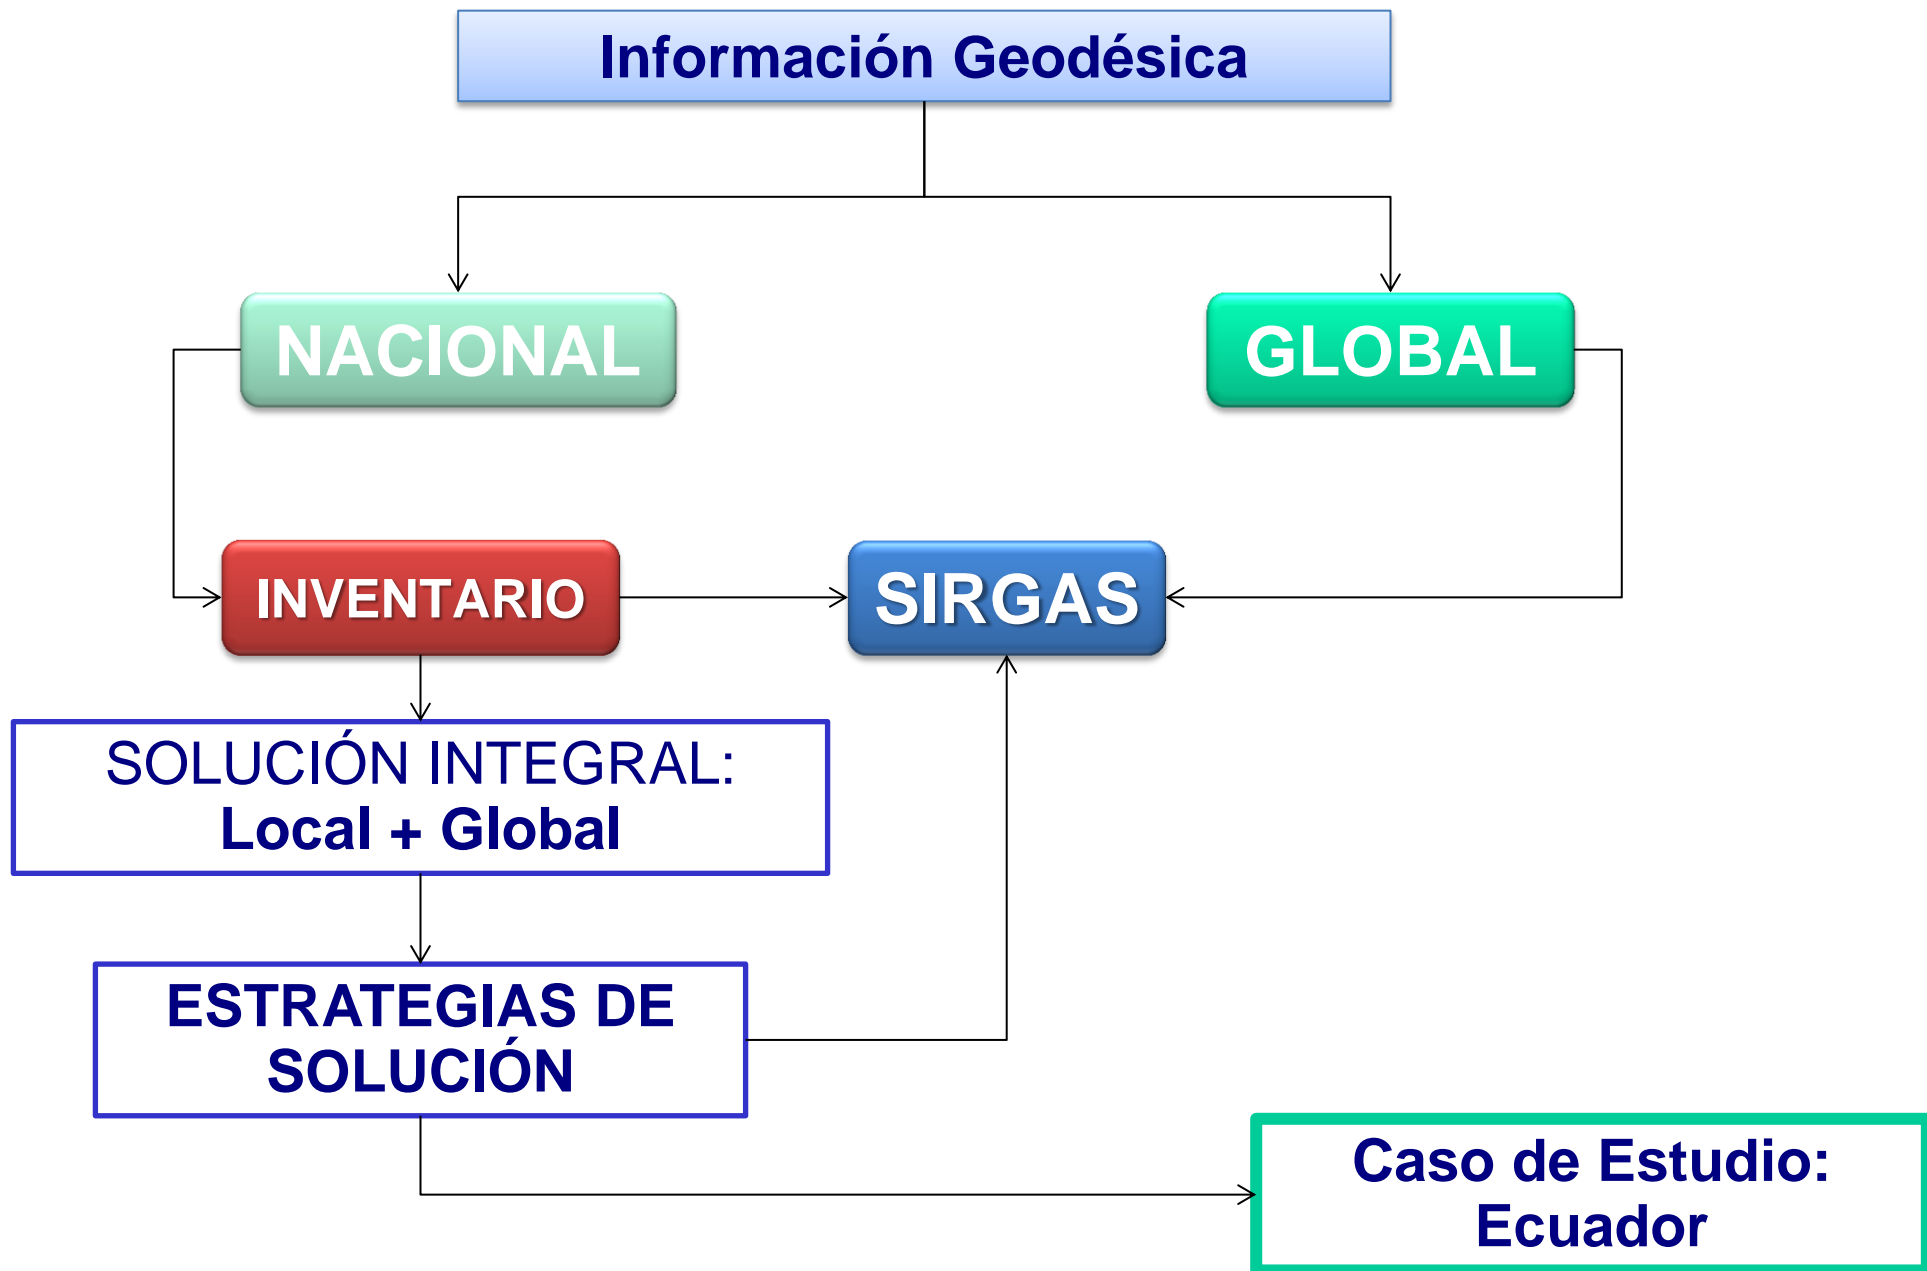 Información Geodésica
NACIONAL
GLOBAL
INVENTARIO
SIRGAS
SOLUCIÓN INTEGRAL:
Local + Global
ESTRATEGIAS DE
SOLUCIÓN
Caso de Estudio:
Ecuador